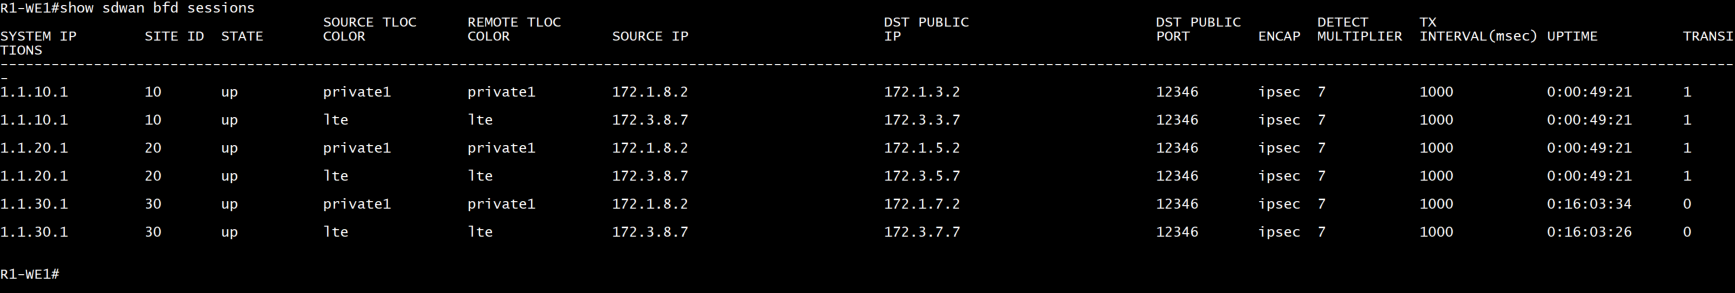 R1-WE1#show sdwan bfd sessions
SOURCE TLOC REMOTE TLOC DST PUBLIC DST PUBLIC DETECT TX
SYSTEM IP SITE ID STATE COLOR COLOR SOURCE IP IP PORT ENCAP MULTIPLIER INTERVAL(msec) UPTIME TRANSI
TIONS
--------------------------------------------------------------------------------------------------------------------------------------------------------------------------------------------------------------
-
1.1.10.1 10 up private1 private1 172.1.8.2 172.1.3.2 12346 ipsec 7 1000 0:00:49:21 1
1.1.10.1 10 up lte lte 172.3.8.7 172.3.3.7 12346 ipsec 7 1000 0:00:49:21 1
1.1.20.1 20 up private1 private1 172.1.8.2 172.1.5.2 12346 ipsec 7 1000 0:00:49:21 1
1.1.20.1 20 up lte lte 172.3.8.7 172.3.5.7 12346 ipsec 7 1000 0:00:49:21 1
1.1.30.1 30 up private1 private1 172.1.8.2 172.1.7.2 12346 ipsec 7 1000 0:16:03:34 0
1.1.30.1 30 up lte lte 172.3.8.7 172.3.7.7 12346 ipsec 7 1000 0:16:03:26 0
R1-WE1#